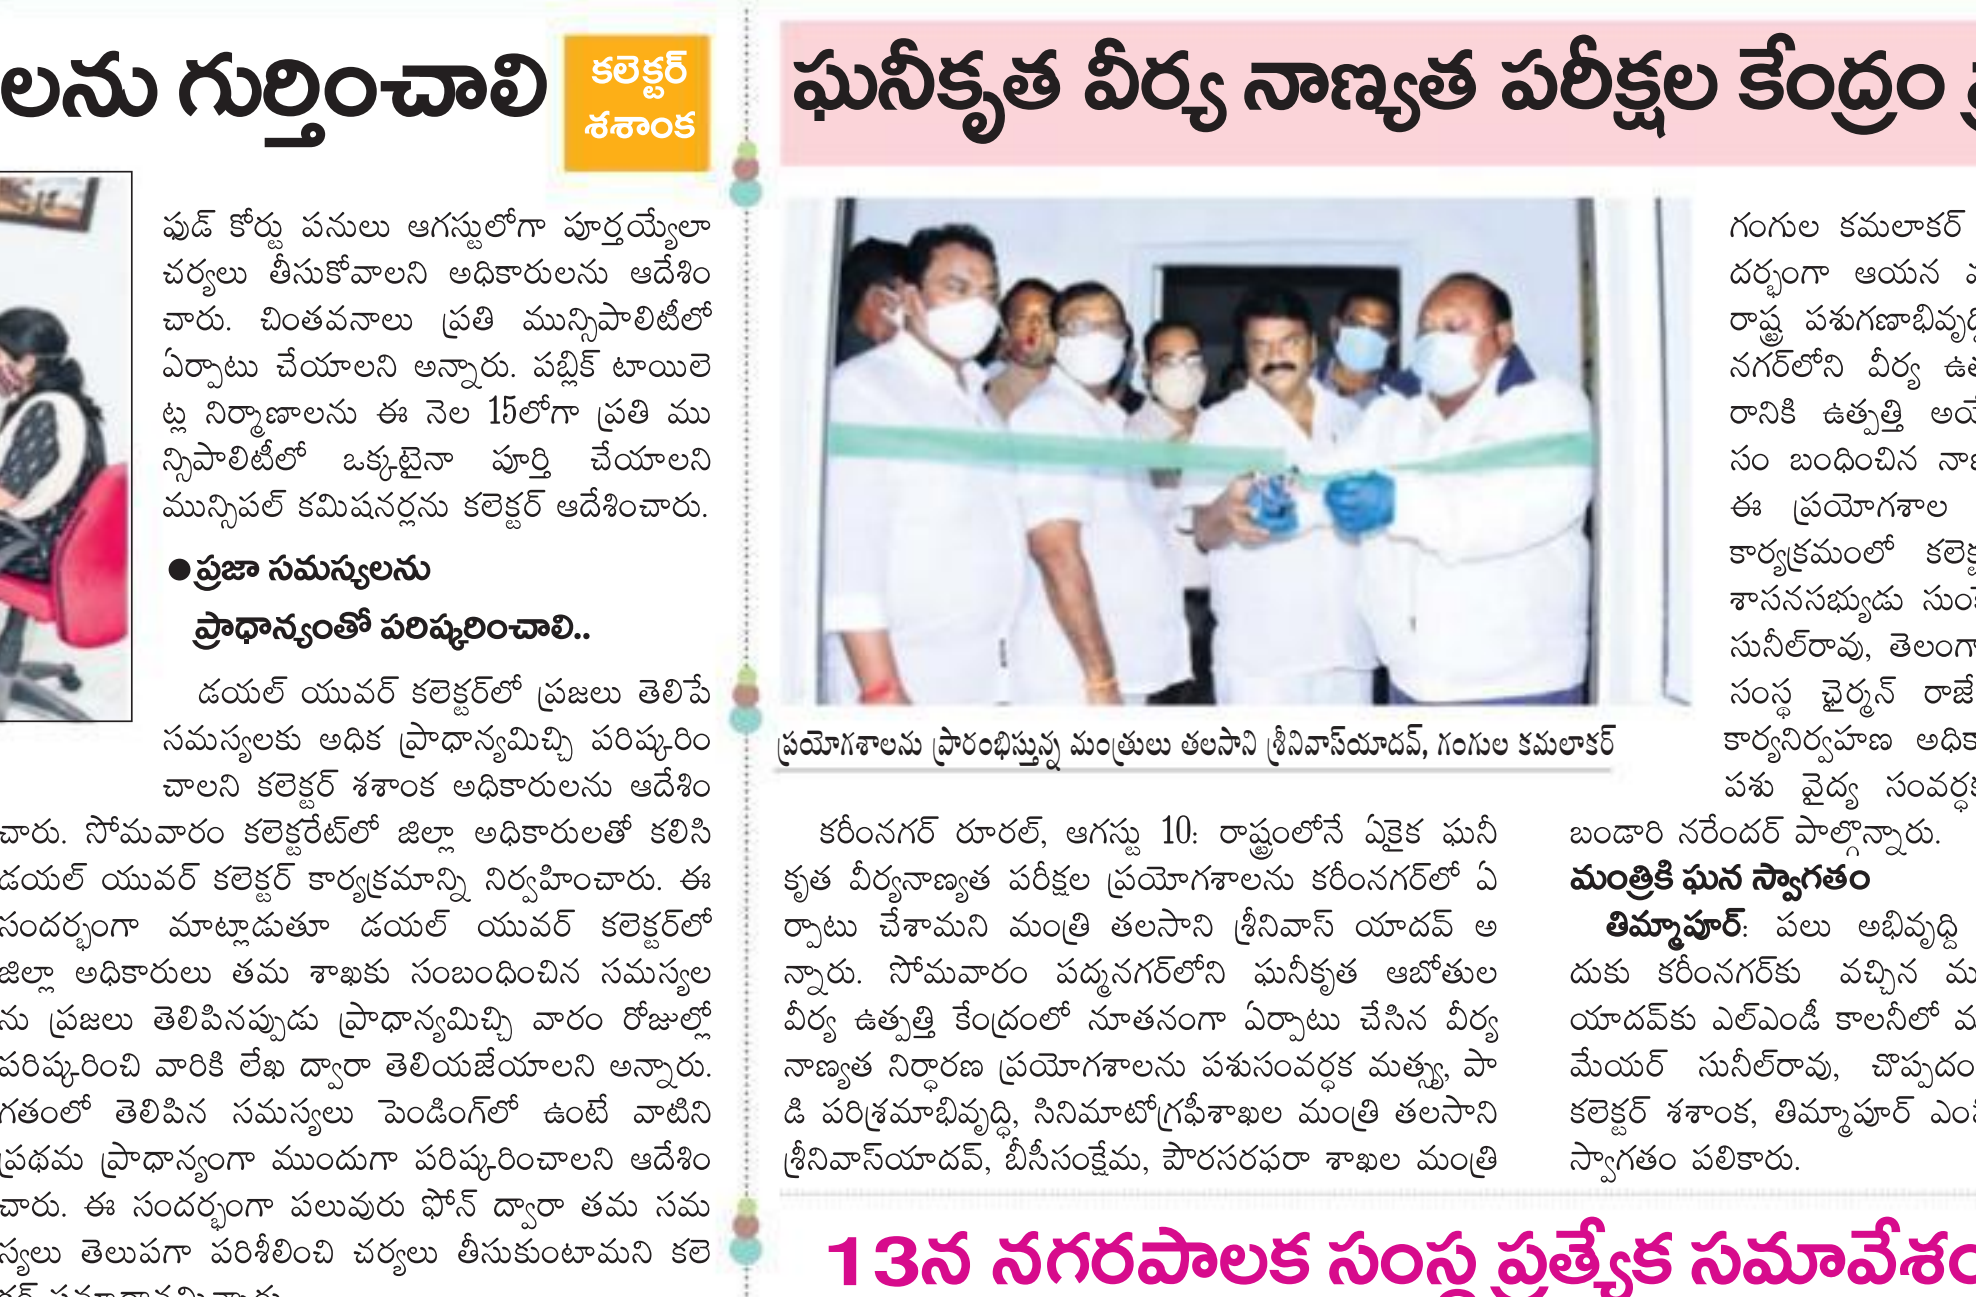 లను గుర్తించాలి
కలెక్టర్
శశాంక
ఫుడ్ కోర్టు పనులు ఆగస్టులోగా పూర్తయ్యేలా
చర్యలు తీసుకోవాలని అధికారులను ఆదేశిం
చారు. చింతవనాలు ప్రతి మున్సిపాలిటీలో
ఏర్పాటు చేయాలని అన్నారు. పబ్లిక్ టాయిలె
ట్ల నిర్మాణాలను ఈ నెల 15లోగా ప్రతి ము
న్సిపాలిటీలో ఒక్కటైనా పూర్తి చేయాలని
మున్సిపల్ కమిషనర్లను కలెక్టర్ ఆదేశించారు.
● ప్రజా సమస్యలను
ప్రాధాన్యంతో పరిష్కరించాలి..
డయల్ యువర్ కలెక్టర్‌లో ప్రజలు తెలిపే
సమస్యలకు అధిక ప్రాధాన్యమిచ్చి పరిష్కరిం
చాలని కలెక్టర్ శశాంక అధికారులను ఆదేశిం
చారు. సోమవారం కలెక్టరేట్‌లో జిల్లా అధికారులతో కలిసి
డయల్ యువర్ కలెక్టర్ కార్యక్రమాన్ని నిర్వహించారు. ఈ
సందర్భంగా మాట్లాడుతూ డయల్ యువర్ కలెక్టర్‌లో
జిల్లా అధికారులు తమ శాఖకు సంబంధించిన సమస్యల
ను ప్రజలు తెలిపినప్పుడు ప్రాధాన్యమిచ్చి వారం రోజుల్లో
పరిష్కరించి వారికి లేఖ ద్వారా తెలియజేయాలని అన్నారు.
గతంలో తెలిపిన సమస్యలు పెండింగ్‌లో ఉంటే వాటిని
ప్రథమ ప్రాధాన్యంగా ముందుగా పరిష్కరించాలని ఆదేశిం
చారు. ఈ సందర్భంగా పలువురు ఫోన్ ద్వారా తమ సమ
స్యలు తెలుపగా పరిశీలించి చర్యలు తీసుకుంటామని కలె
ఘనీకృత వీర్య నాణ్యత పరీక్షల కేంద్రం
ప్రయోగశాలను ప్రారంభిస్తున్న మంత్రులు తలసాని శ్రీనివాస్‌యాదవ్, గంగుల కమలాకర్
కరీంనగర్ రూరల్, ఆగస్టు 10: రాష్ట్రంలోనే ఏకైక ఘనీ
కృత వీర్యనాణ్యత పరీక్షల ప్రయోగశాలను కరీంనగర్‌లో ఏ
ర్పాటు చేశామని మంత్రి తలసాని శ్రీనివాస్ యాదవ్ అ
న్నారు. సోమవారం పద్మనగర్‌లోని ఘనీకృత ఆబోతుల
వీర్య ఉత్పత్తి కేంద్రంలో నూతనంగా ఏర్పాటు చేసిన వీర్య
నాణ్యత నిర్ధారణ ప్రయోగశాలను పశుసంవర్ధక మత్స్య, పా
డి పరిశ్రమాభివృద్ధి, సినిమాటోగ్రఫీశాఖల మంత్రి తలసాని
శ్రీనివాస్‌యాదవ్, బీసీసంక్షేమ, పౌరసరఫరా శాఖల మంత్రి
గంగుల కమలాకర్
దర్భంగా ఆయన
రాష్ట్ర పశుగణాభివృద్ధి
నగర్‌లోని వీర్య
రానికి ఉత్పత్తి
సం బంధించిన
ఈ ప్రయోగశాల
కార్యక్రమంలో
శాసనసభ్యుడు
సునీల్‌రావు,
సంస్థ ఛైర్మన్
కార్యనిర్వహణ
పశు వైద్య
బండారి నరేందర్ పాల్గొన్నారు.
మంత్రికి ఘన స్వాగతం
తిమ్మాపూర్: పలు అభివృద్ధి
దుకు కరీంనగర్‌కు వచ్చిన
యాదవ్‌కు ఎల్ఎండీ కాలనీలో
మేయర్ సునీల్‌రావు,
కలెక్టర్ శశాంక, తిమ్మాపూర్
స్వాగతం పలికారు.
13న నగరపాలక సంస్థ ప్రత్యేక సమావేశం